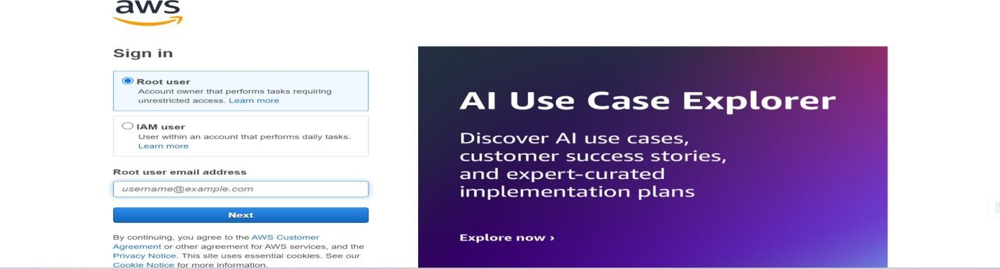 aws
Sign in
Root user
Account owner that performs tasks requiring
unrestricted access. Learn more
IAM user
User within an account that performs daily tasks.
Learn more
Root user email address
username@example.com
Next
By continuing, you agree to the AWS Customer
Agreement or other agreement for AWS services, and the
Privacy Notice. This site uses essential cookies. See our
Cookie Notice for more information.
AI Use Case Explorer
Discover AI use cases,
customer success stories,
and expert-curated
implementation plans
Explore now ›